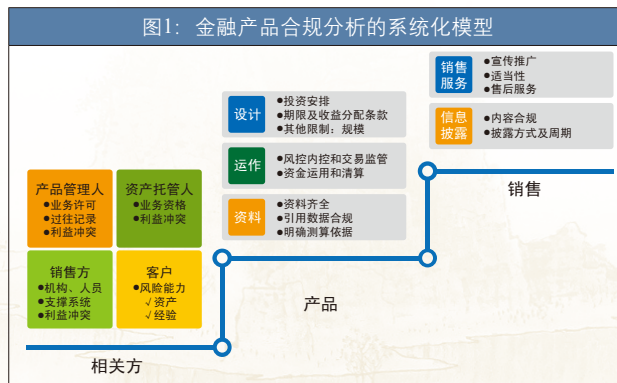 图1：金融产品合规分析的系统化模型
销售
服务
●宣传推广
●适当性
●售后服务
信息
披露
●内容合规
●披露方式及周期
销售
设计
●投资安排
●期限及收益分配条款
●其他限制：规模
运作
●风控内控和交易监管
●资金运用和清算
资料
●资料齐全
●引用数据合规
●明确测算依据
产品
产品管理人
●业务许可
●过往记录
●利益冲突
资产托管人
●业务资格
●利益冲突
销售方
●机构、人员
●支撑系统
●利益冲突
客户
●风险能力
√资产
√经验
相关方